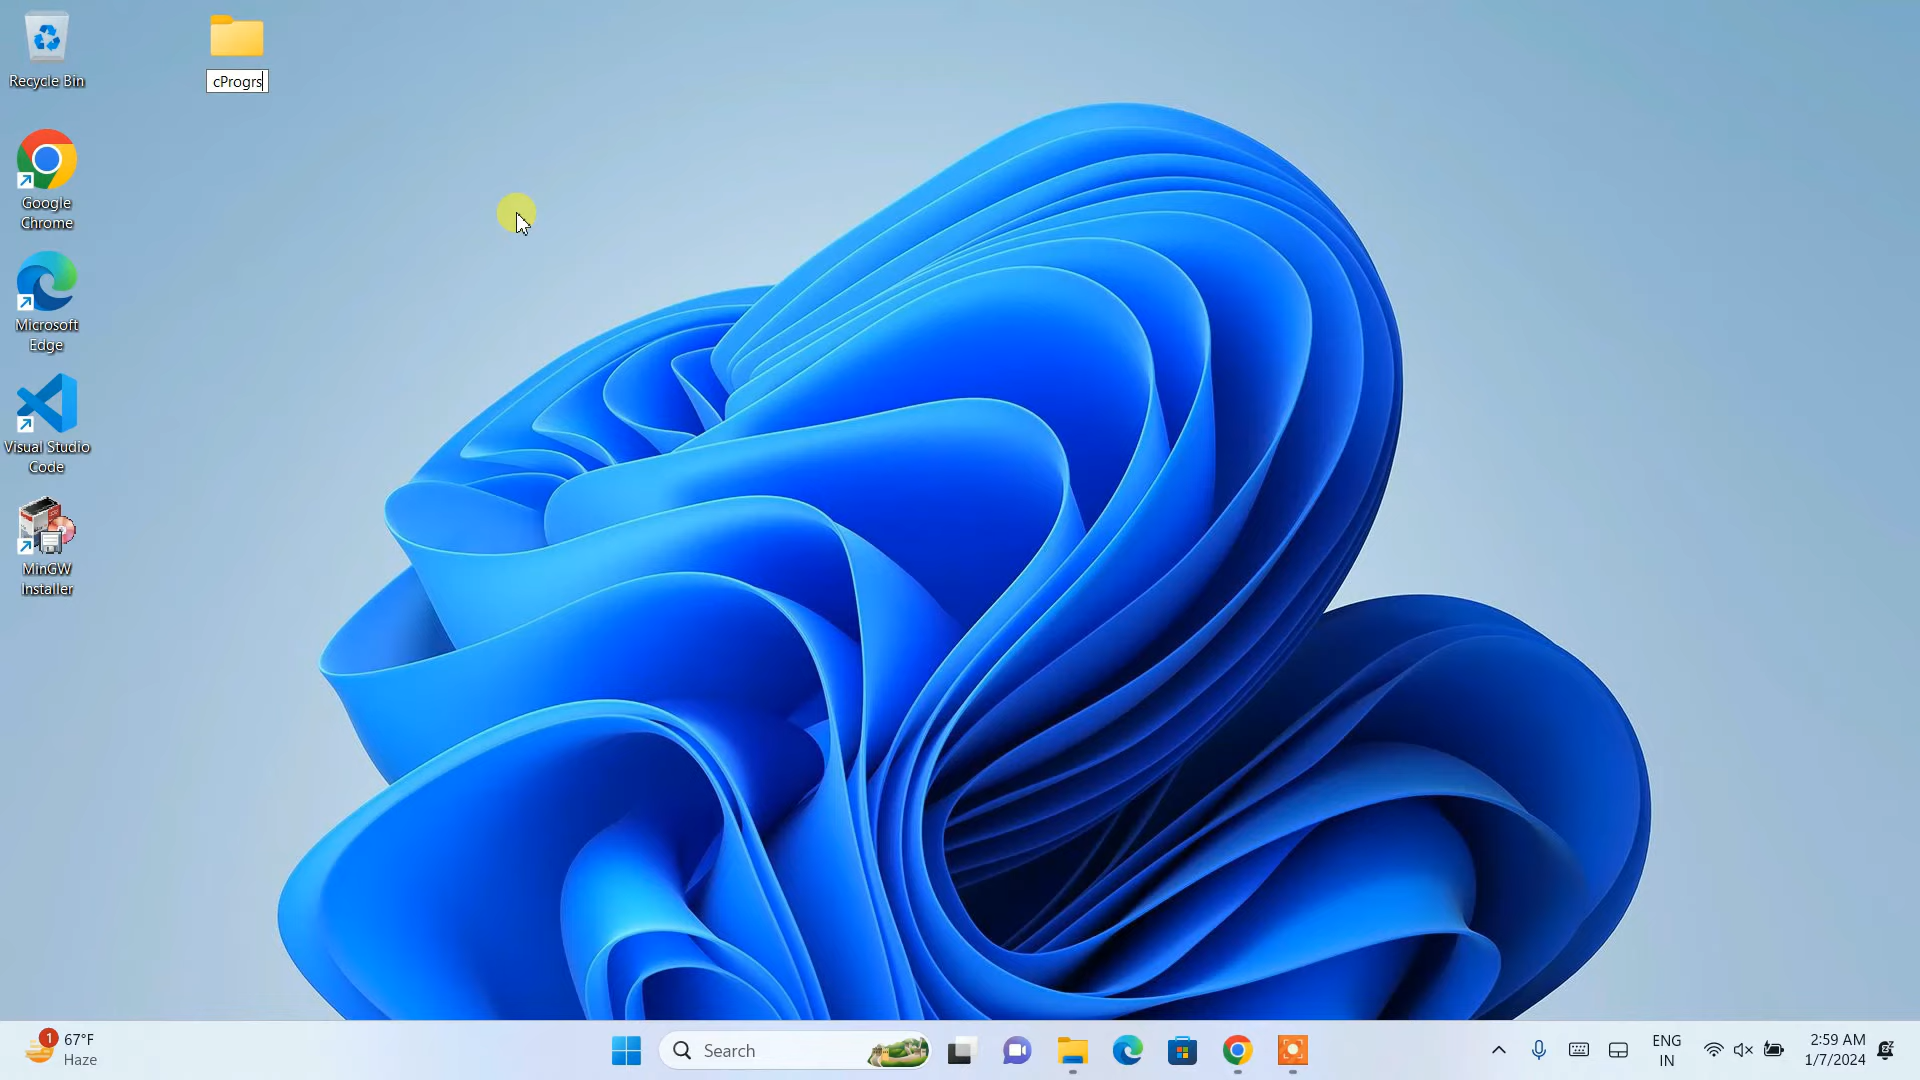 Recycle Bin
cProgrs
Google
Chrome
Microsoft
Edge
Visual Studio
Code
MinGW
Installer
1
67°F
Haze
Search
ENG
IN
2:59 AM
1/7/2024